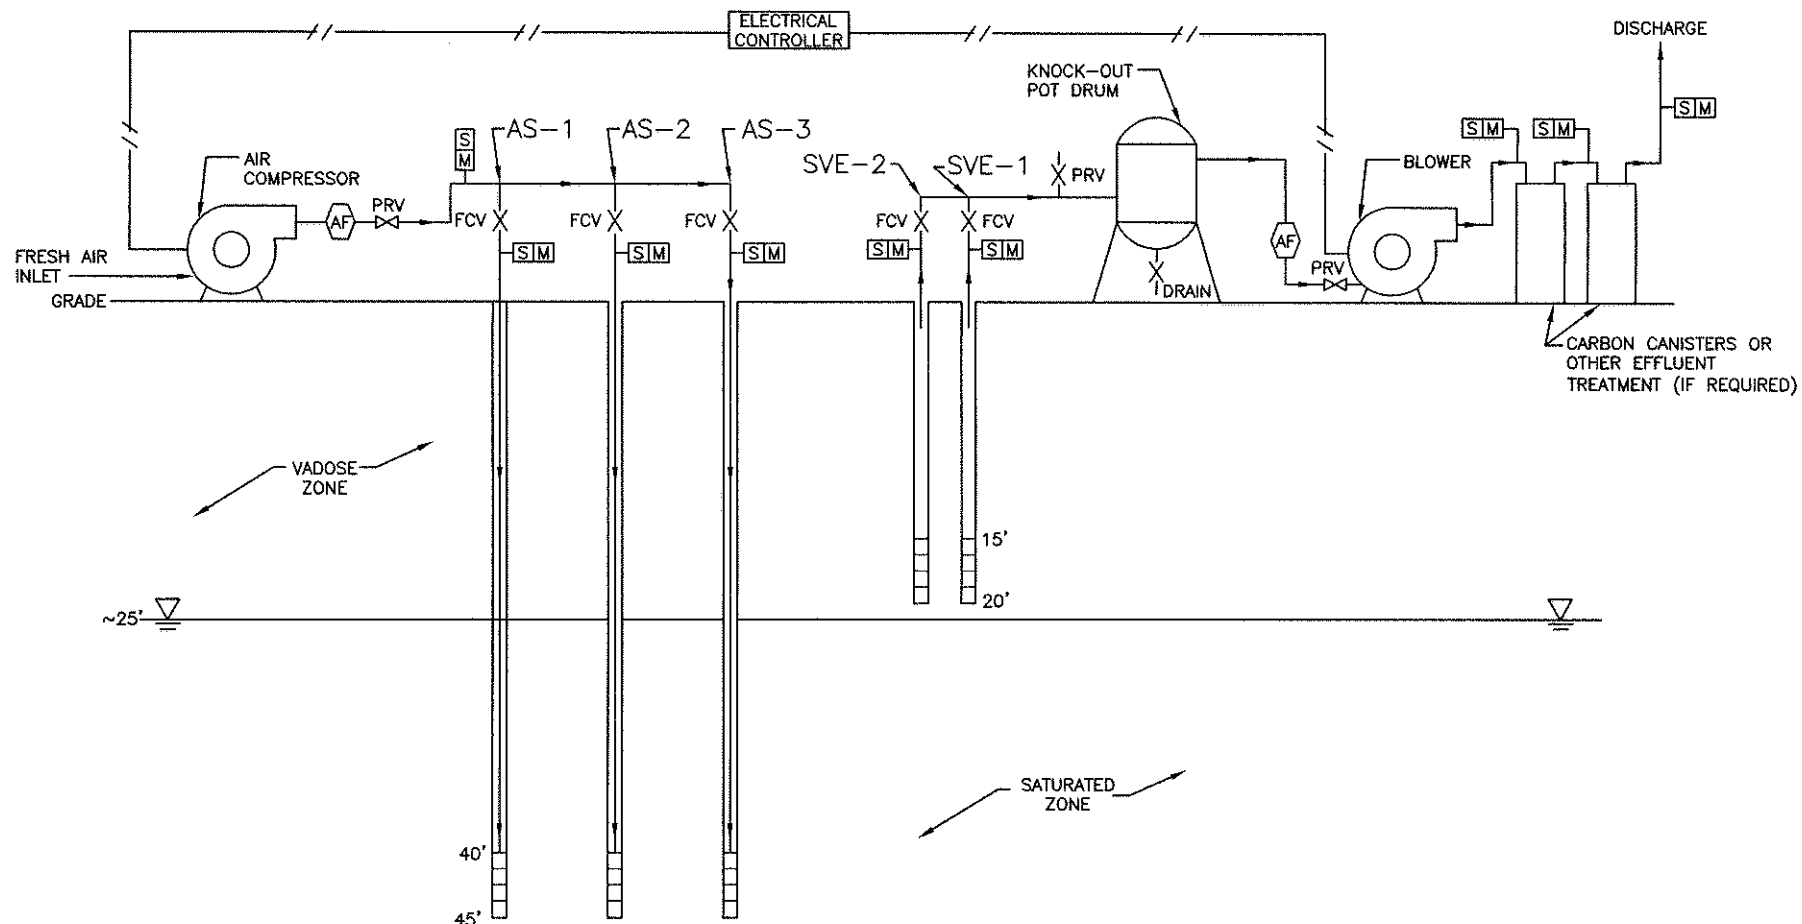 ELECTRICAL
CONTROLLER
DISCHARGE
KNOCK-OUT
POT DRUM
S M
S M
S M
S
M
AS-1
AS-2
AS-3
AIR
COMPRESSOR
SVE-2
SVE-1
PRV
BLOWER
AF
PRV
FCV
FCV
FCV
FCV
FCV
S M
S M
S M
S M
S M
AF
PRV
FRESH AIR
INLET
DRAIN
GRADE
CARBON CANISTERS OR
OTHER EFFLUENT
TREATMENT (IF REQUIRED)
VADOSE
ZONE
15'
20'
~25'
SATURATED
ZONE
40'
45'